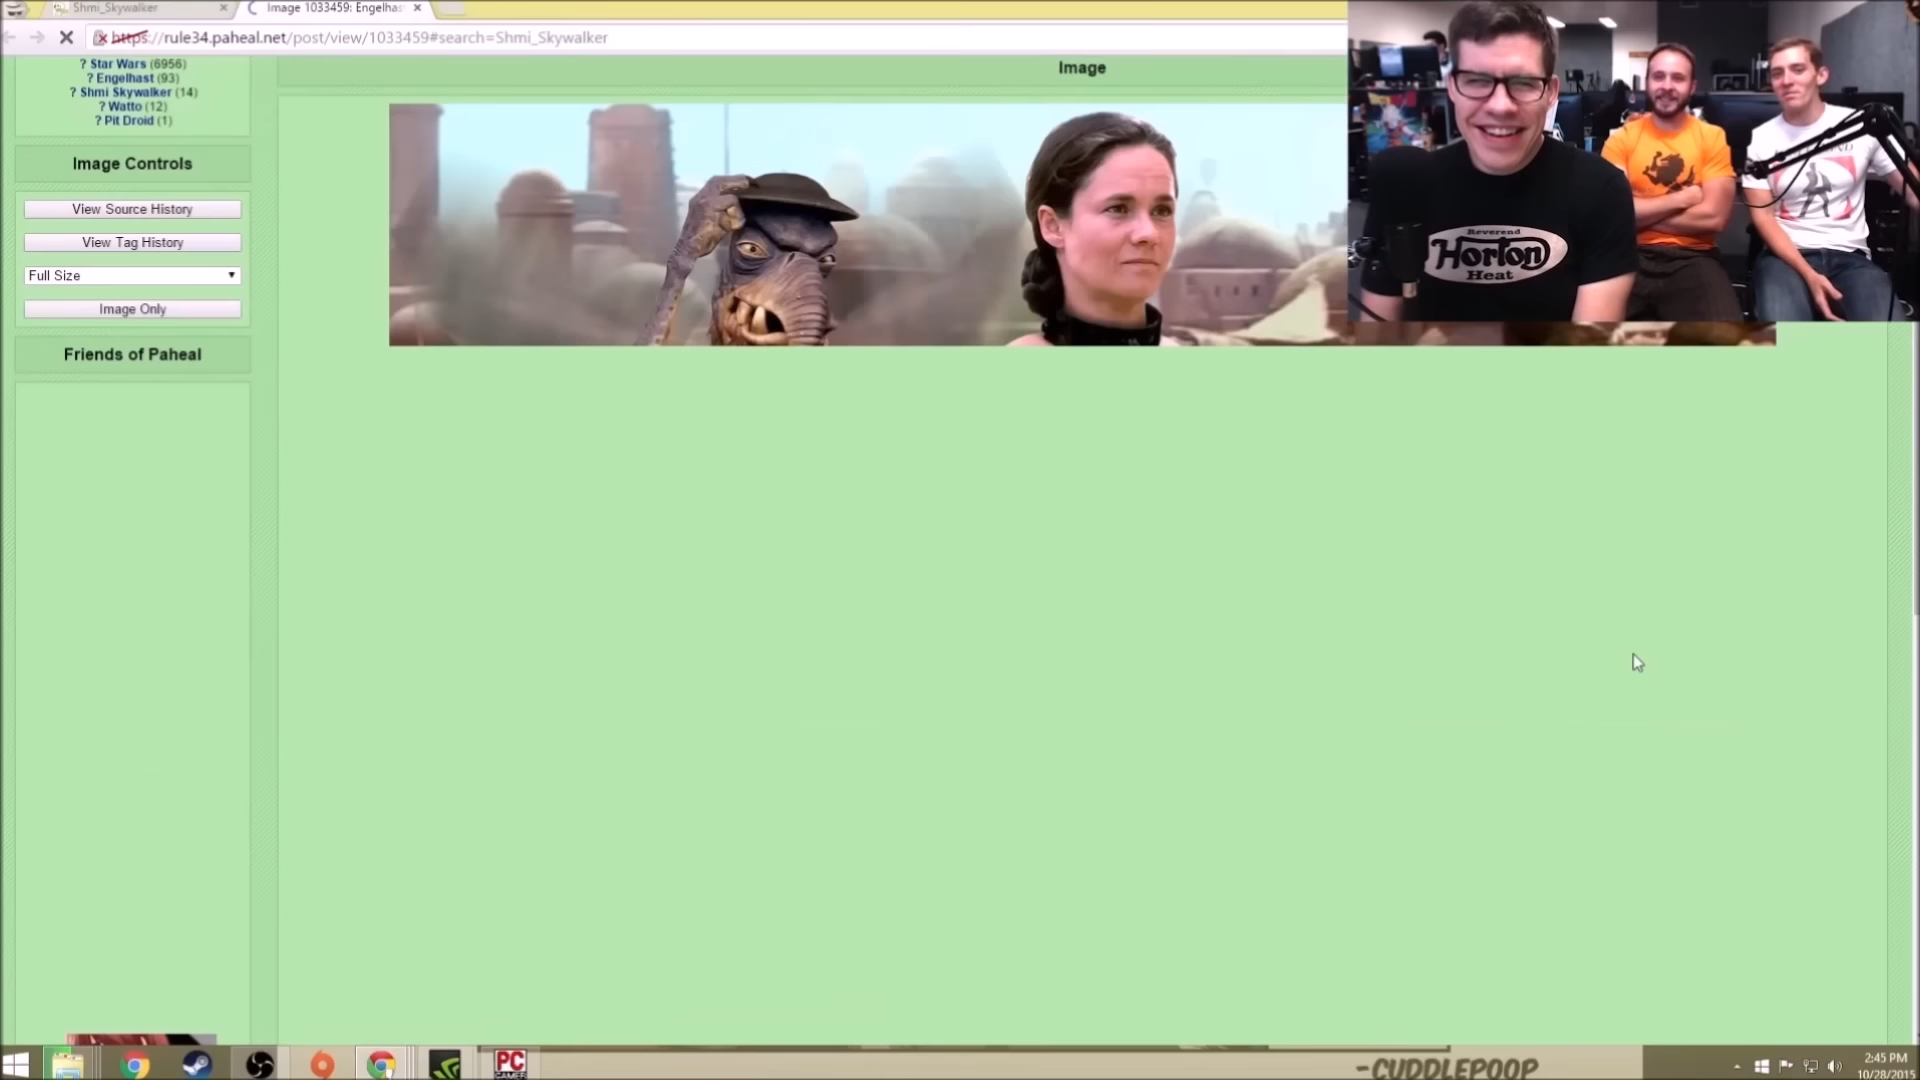 Shmi_Skywalker
Image 1033459: Engelhas
https://rule34.paheal.net/post/view/1033459#search=Shmi_Skywalker
? Star Wars (6956)
? Engelhast (93)
? Shmi Skywalker (14)
? Watto (12)
? Pit Droid (1)
Image
Image Controls
View Source History
View Tag History
Full Size
Image Only
Friends of Paheal
Reverend
Horton
Heat
-CUDDLEPOOP
PC
GAMER
2:45 PM
10/28/2015